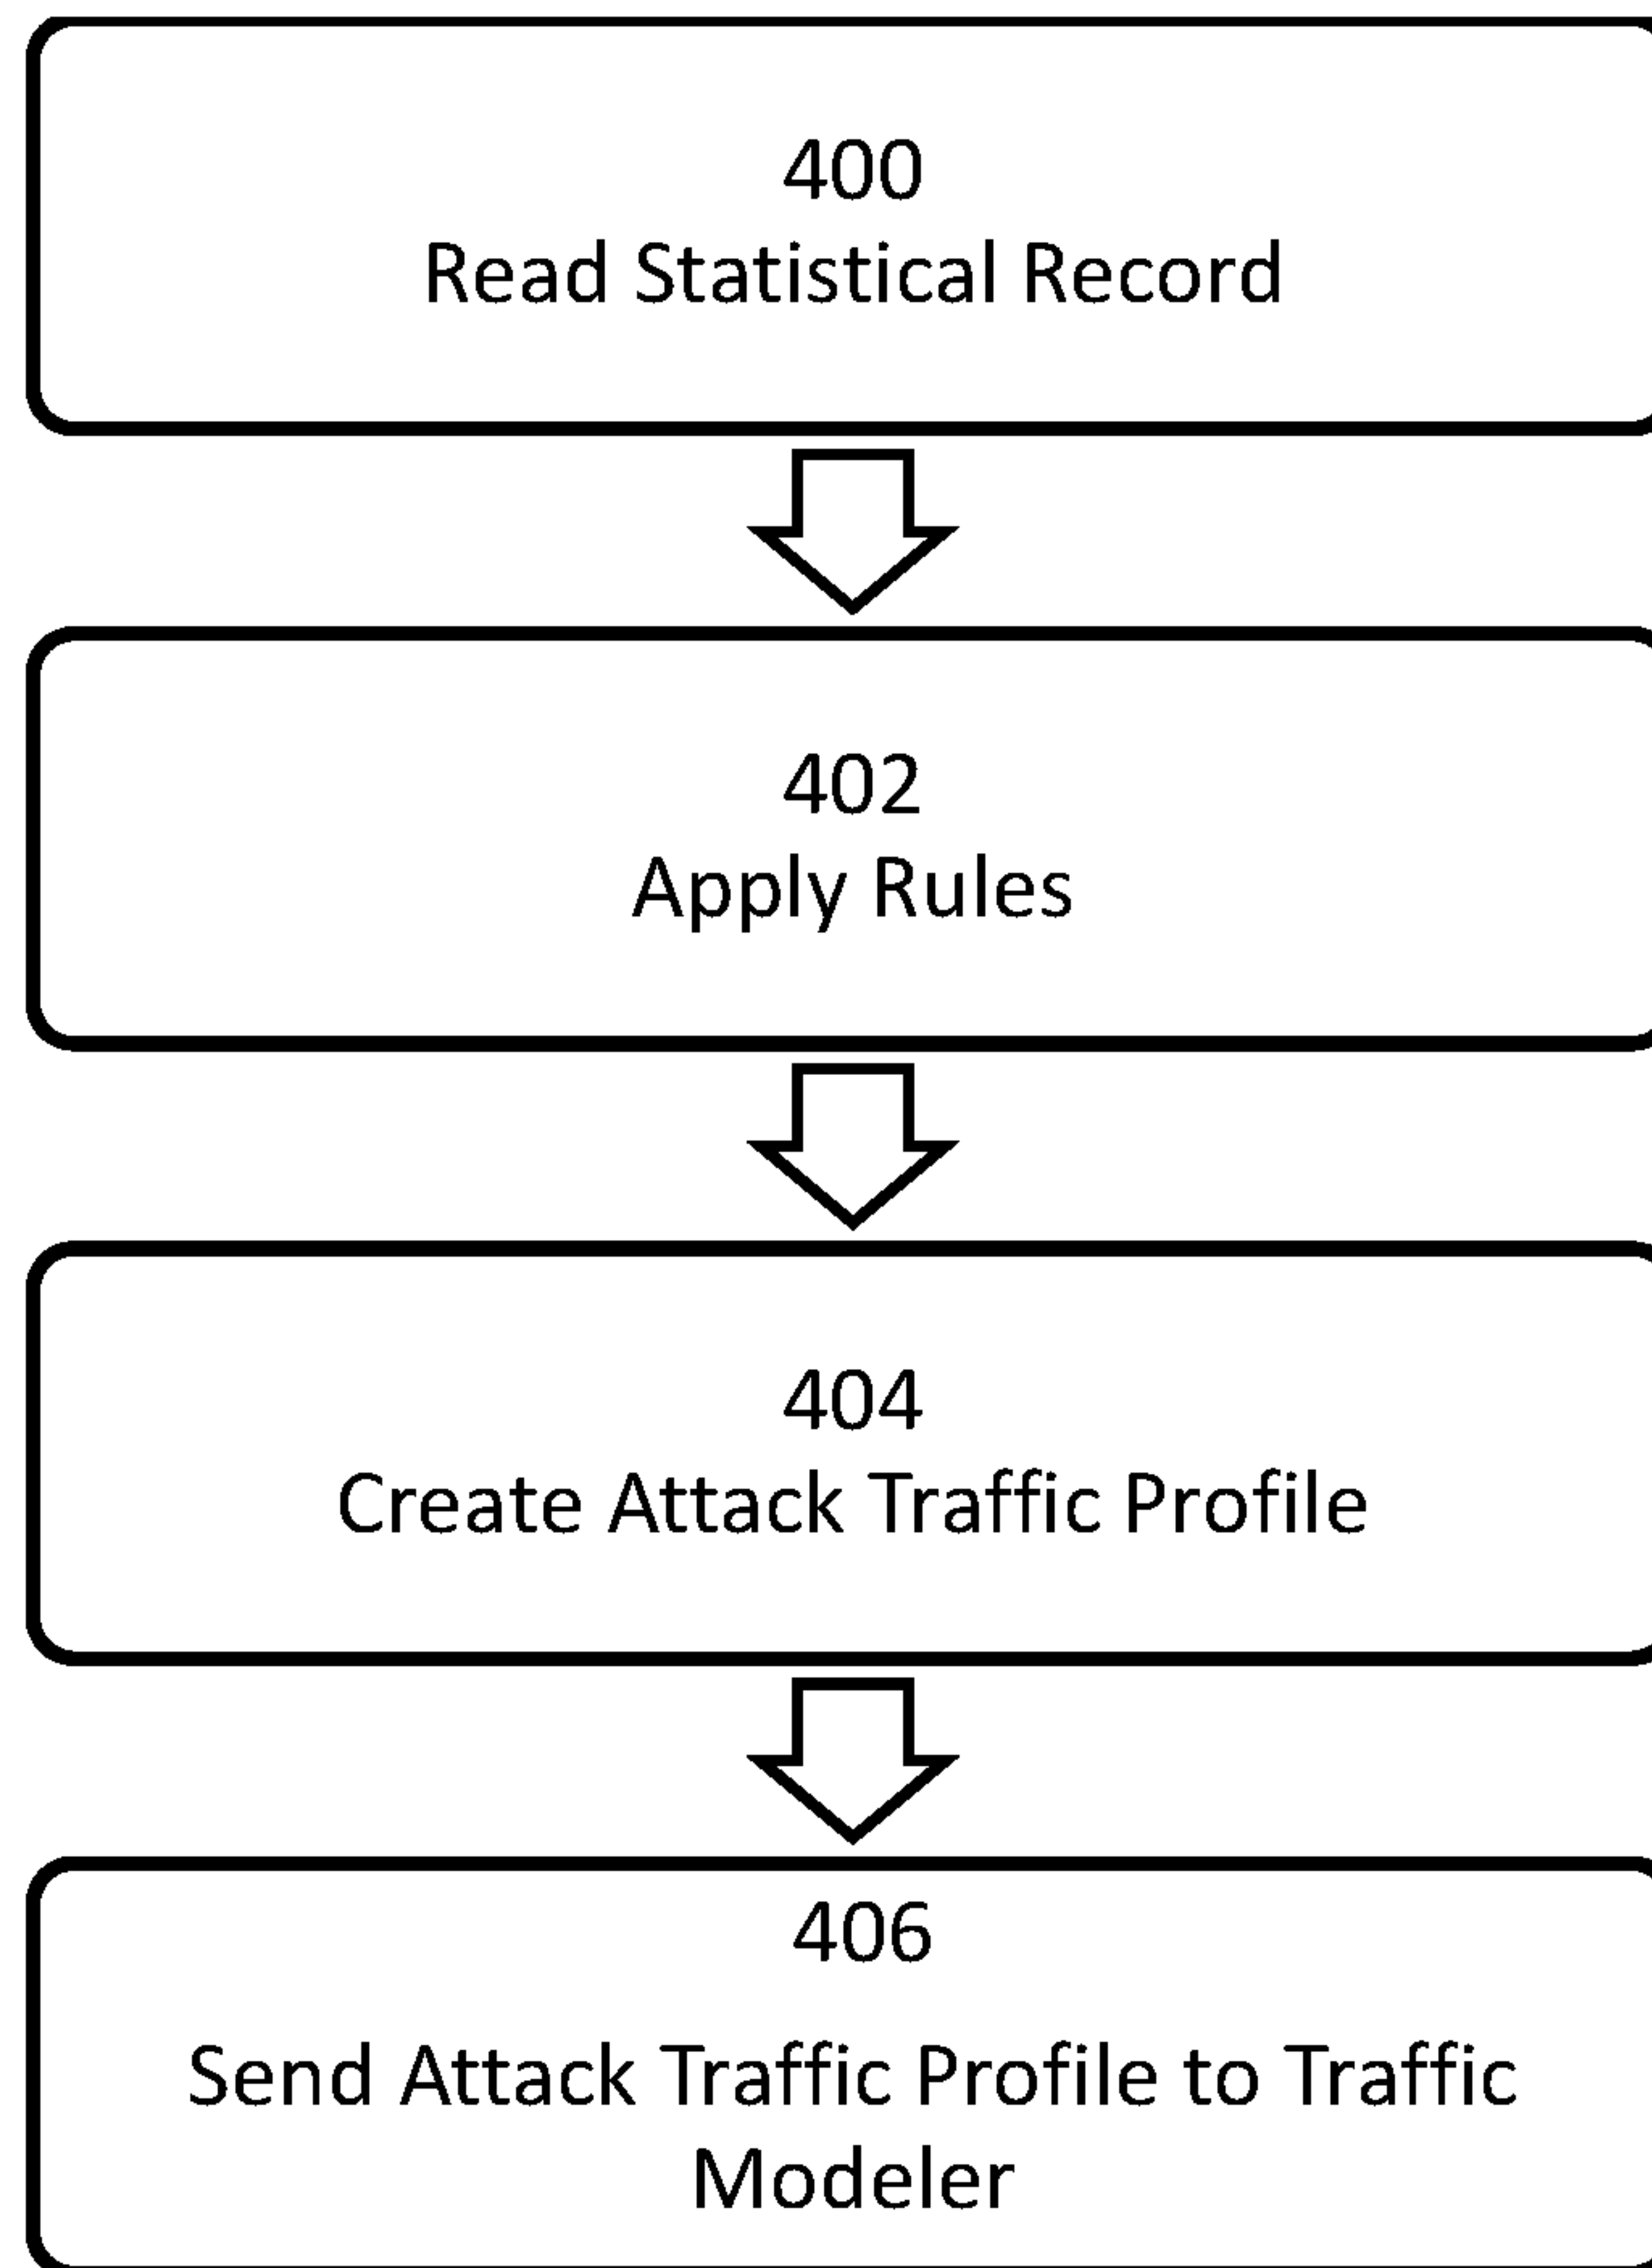 400
Read Statistical Record
402
Apply Rules
404
Create Attack Traffic Profile
406
Send Attack Traffic Profile to Traffic
Modeler